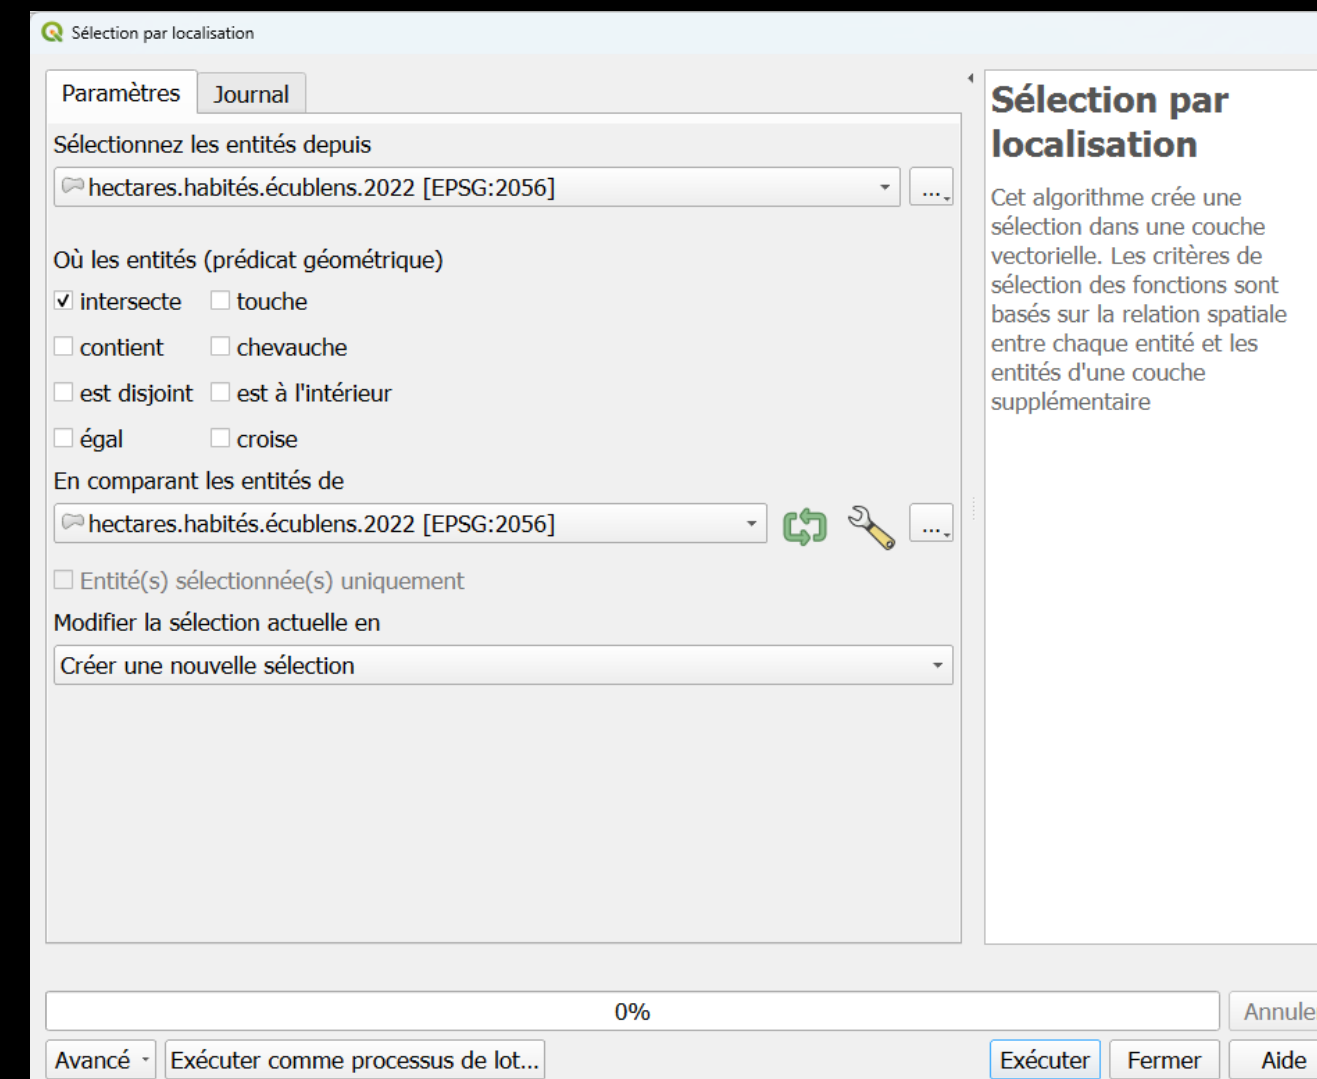 Sélection par localisation
Paramètres
Journal
Sélectionnez les entités depuis
hectares.habités.écublens.2022 [EPSG:2056]
...
Où les entités (prédicat géométrique)
intersecte touche
contient chevauche
est disjoint est à l'intérieur
égal croise
En comparant les entités de
hectares.habités.écublens.2022 [EPSG:2056]
...
Entité(s) sélectionnée(s) uniquement
Modifier la sélection actuelle en
Créer une nouvelle sélection
Sélection par
localisation
Cet algorithme crée une
sélection dans une couche
vectorielle. Les critères de
sélection des fonctions sont
basés sur la relation spatiale
entre chaque entité et les
entités d'une couche
supplémentaire
0%
Annuler
Avancé Exécuter comme processus de lot... Exécuter Fermer Aide